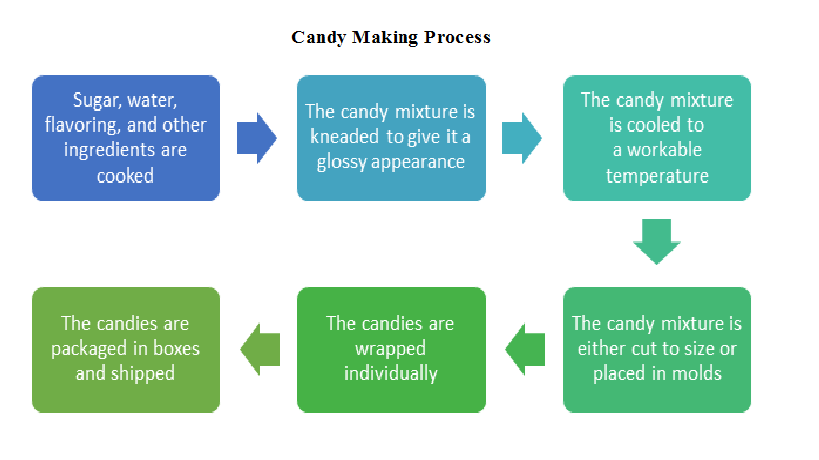 Candy Making Process
Sugar, water,
flavoring, and other
ingredients are
cooked
The candy mixture is
kneaded to give it a
glossy appearance
The candy mixture
is cooled to
a workable
temperature
The candy mixture is
either cut to size or
placed in molds
The candies are
wrapped
individually
The candies are
packaged in boxes
and shipped